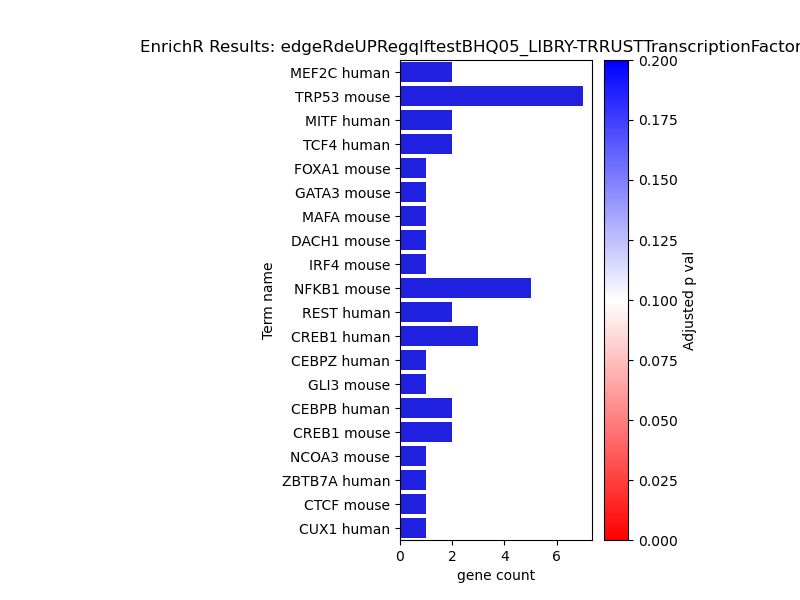 EnrichR Results: edgeRdeUPRegqlftestBHQ05_LIBRY-TRRUSTTranscriptionFactor
MEF2C human
TRP53 mouse
MITF human
TCF4 human
FOXA1 mouse
GATA3 mouse
MAFA mouse
DACH1 mouse
IRF4 mouse
NFKB1 mouse
REST human
CREB1 human
CEBPZ human
GLI3 mouse
CEBPB human
CREB1 mouse
NCOA3 mouse
ZBTB7A human
CTCF mouse
CUX1 human
Term name
0 2 4 6
gene count
0.200
0.175
0.150
0.125
0.100
0.075
0.050
0.025
0.000
Adjusted p val